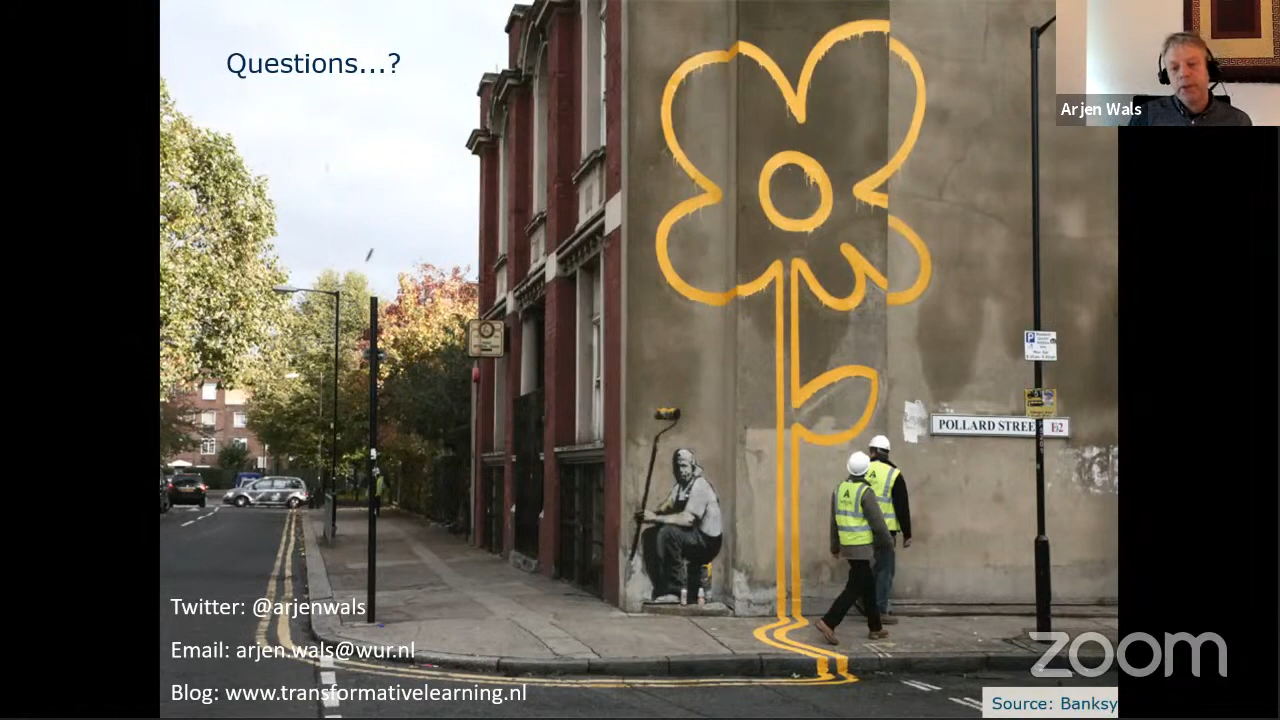 Questions...?
Arjen Wals
POLLARD STREE
E2
Twitter: @arjenwals
Email: arjen.wals@wur.nl
Blog: www.transformativelearning.nl
zoom
Source: Banksy